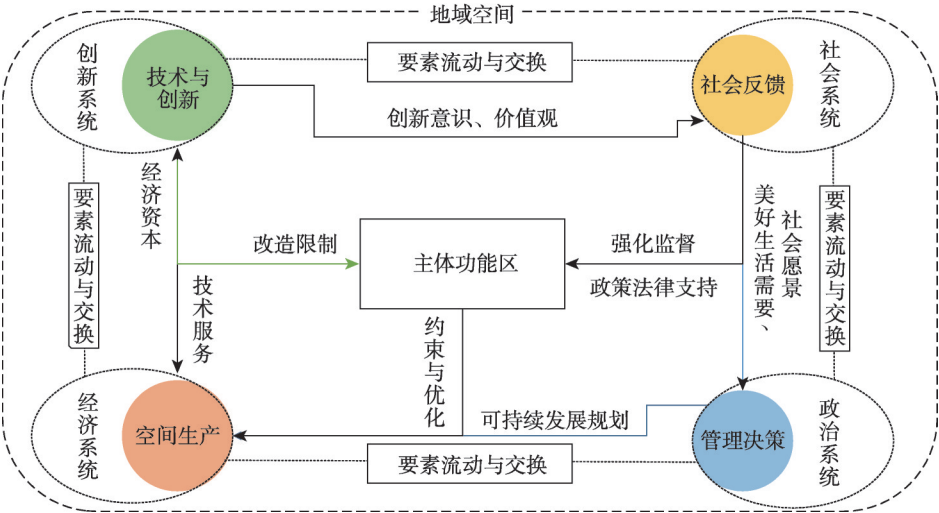 地域空间
创新系统
技术与
创新
要素流动与交换
社会反馈
社会系统
创新意识、价值观
经济资本
要素流动与交换
改造限制
主体功能区
强化监督
政策法律支持
美好生活需要、
社会愿景
要素流动与交换
技术服务
约束与优化
经济系统
空间生产
可持续发展规划
管理决策
政治系统
要素流动与交换